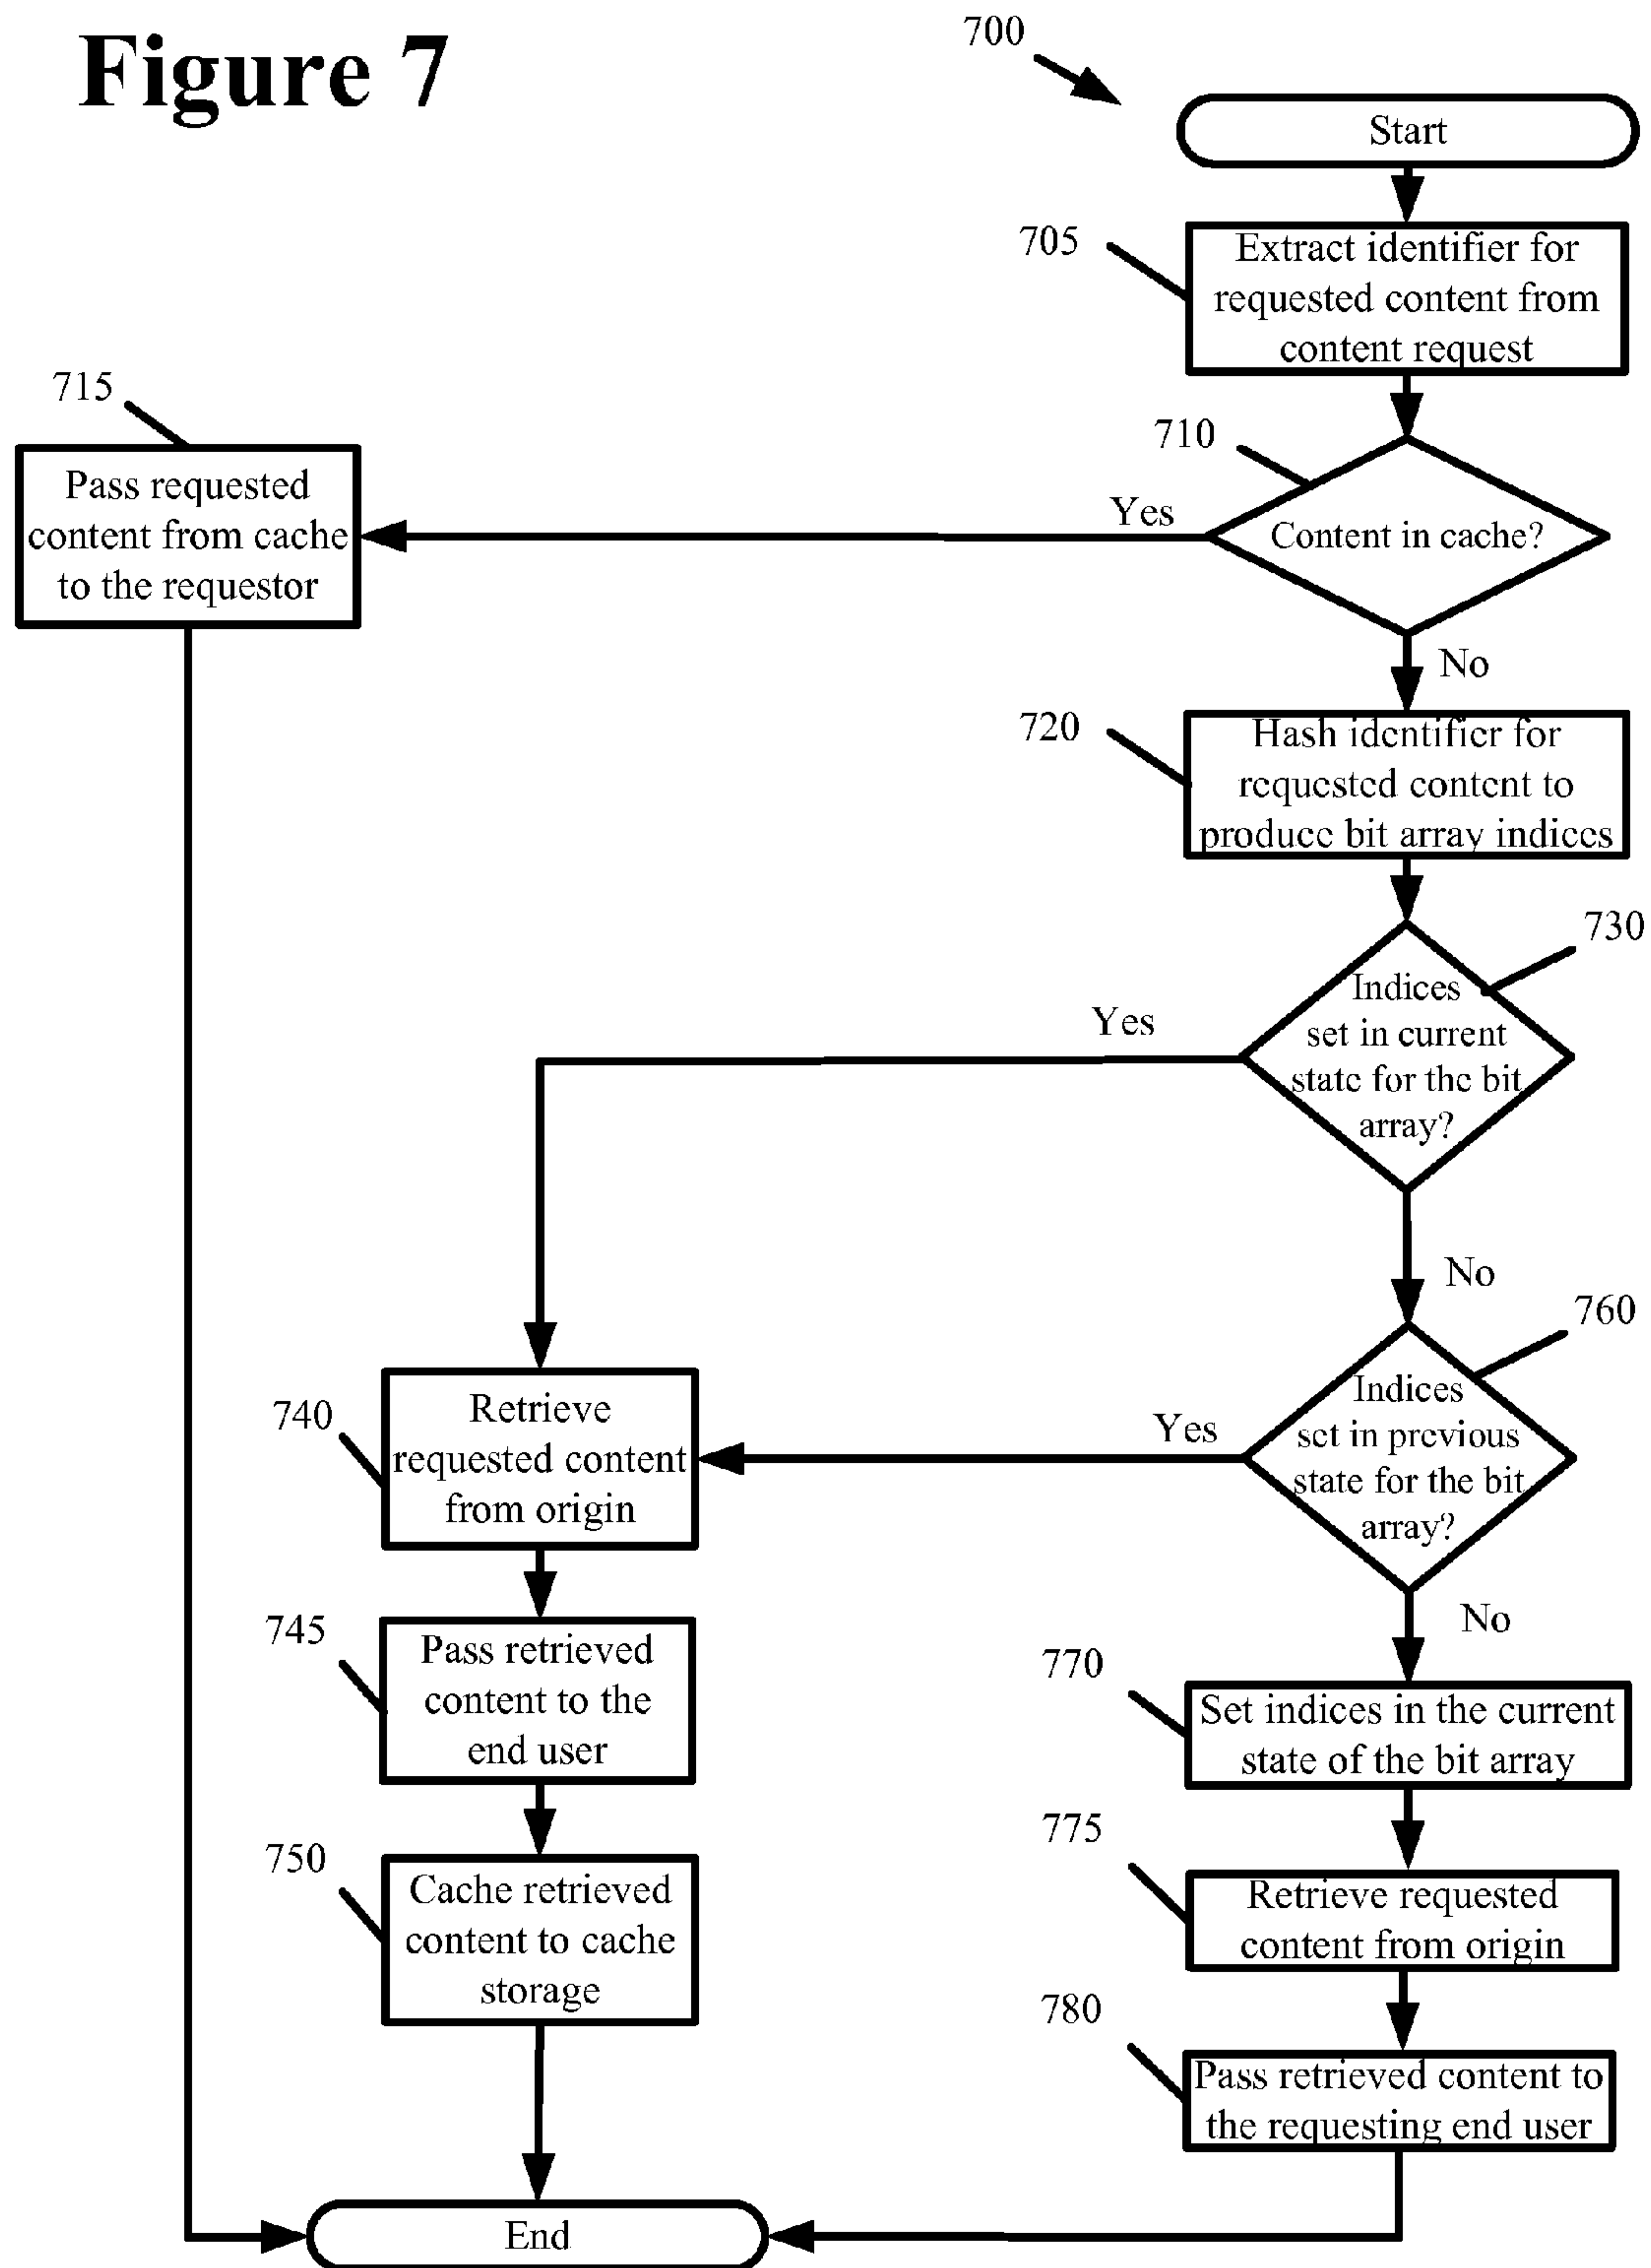 Figure 7
700
Start
705
Extract identifier for
requested content from
content request
715
Pass requested
content from cache
to the requestor
710
Yes
Content in cache?
No
720
Hash identifier for
requested content to
produce bit array indices
730
Indices
set in current
state for the bit
array?
Yes
No
760
Indices
set in previous
state for the bit
array?
Yes
No
740
Retrieve
requested content
from origin
745
Pass retrieved
content to the
end user
750
Cache retrieved
content to cache
storage
770
Set indices in the current
state of the bit array
775
Retrieve requested
content from origin
780
Pass retrieved content to
the requesting end user
End